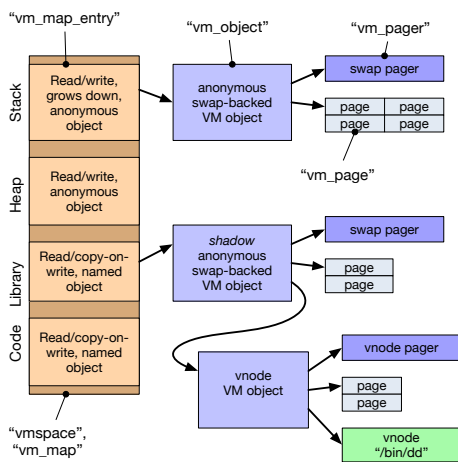 “vm_map_entry”
“vm_object”
“vm_pager”
Stack
Read/write,
grows down,
anonymous
object
anonymous
swap-backed
VM object
swap pager
page page
page page
“vm_page”
Heap
Read/write,
anonymous
object
Library
Read/copy-on-
write, named
object
shadow
anonymous
swap-backed
VM object
swap pager
page
page
Code
Read/copy-on-
write, named
object
vnode
VM object
vnode pager
page
page
vnode
“/bin/dd”
“vmspace”,
“vm_map”